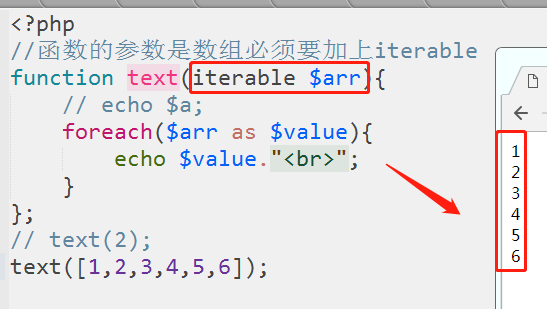 <?php
//函数的参数是数组必须要加上iterable
function text(iterable $arr){
    // echo $a;
    foreach($arr as $value){
        echo $value."<br>";
    }
};
// text(2);
text([1,2,3,4,5,6]);
1
2
3
4
5
6